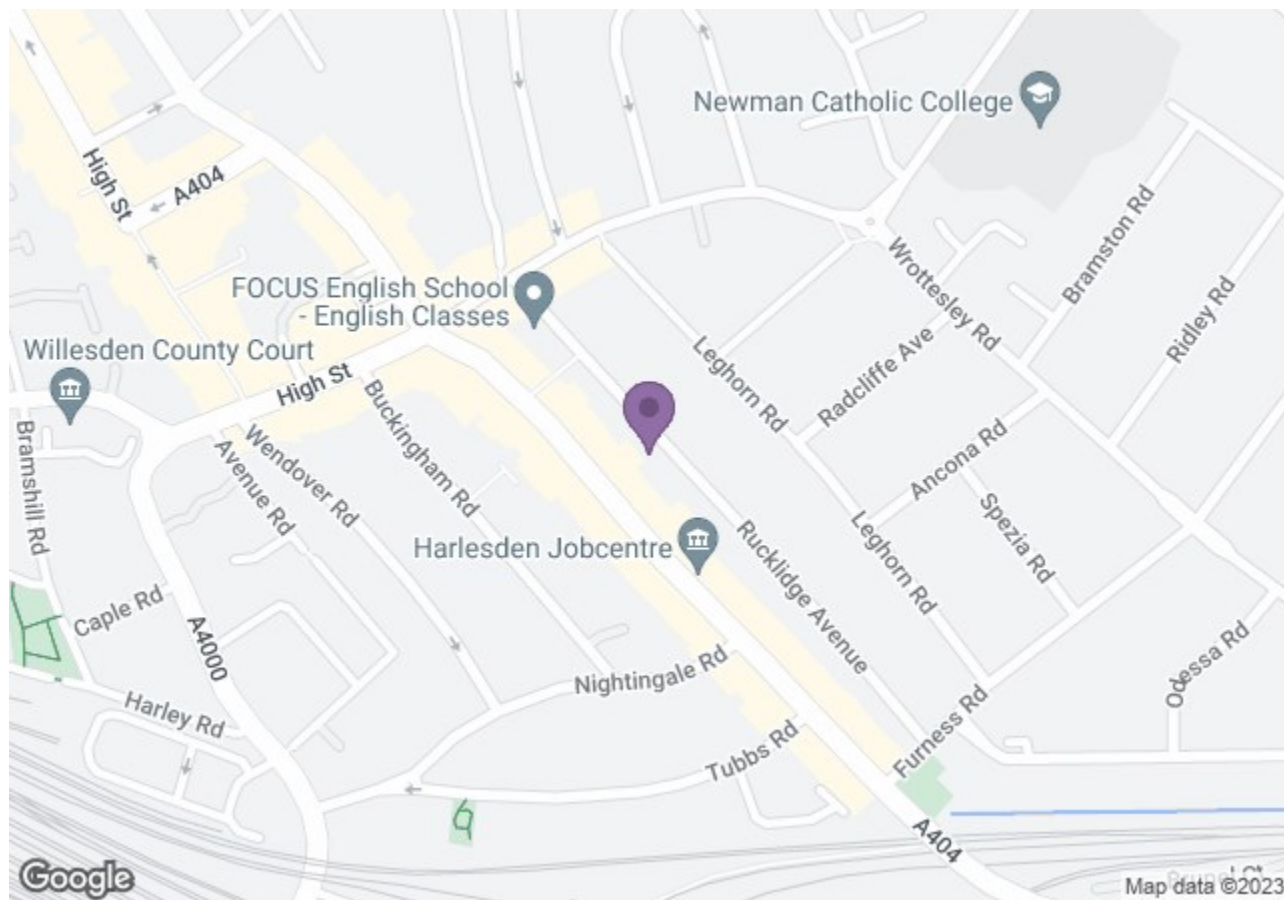 Newman Catholic College
High St
A404
Bramston Rd
Wrottesley Rd
FOCUS English School
- English Classes
Ridley Rd
Willesden County Court
High St
Leghorn Rd
Radcliffe Ave
Buckingham Rd
Bramshill Rd
Wendover Rd
Avenue Rd
Ancona Rd
Spezia Rd
Harlesden Jobcentre
Rucklidge Avenue
Leghorn Rd
Caple Rd
A4000
Nightingale Rd
Odessa Rd
Harley Rd
Furness Rd
Tubbs Rd
A404
Google
Map data ©2023